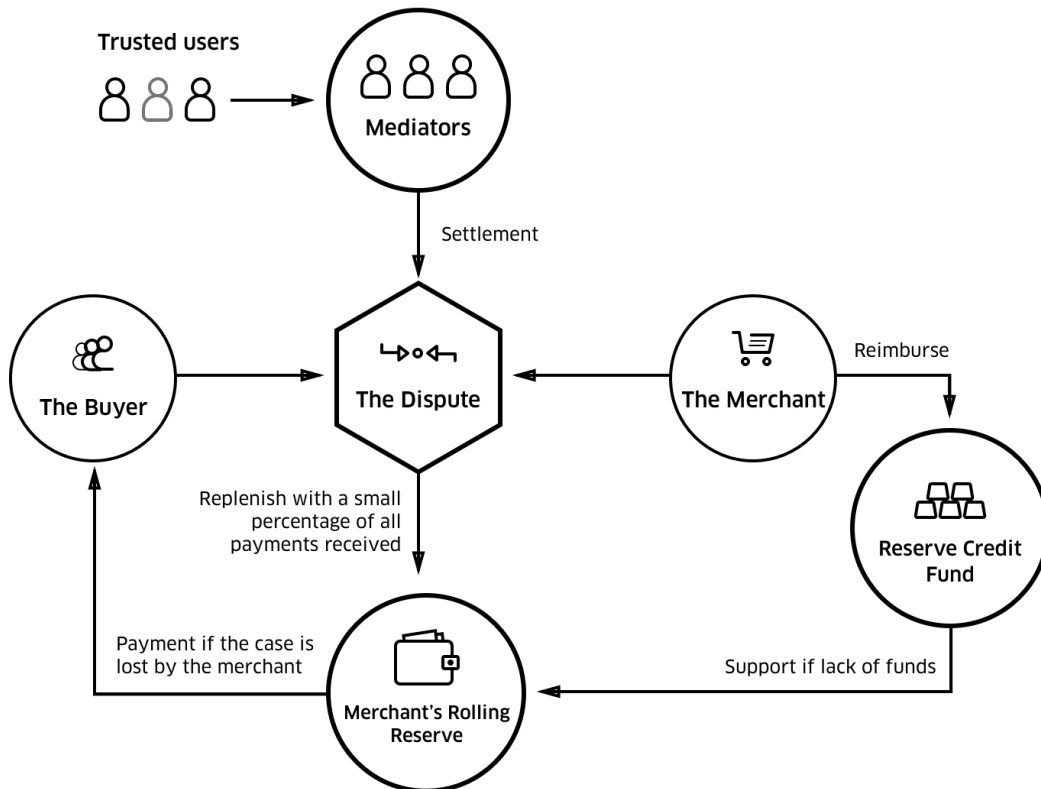 Trusted users
Mediators
Settlement
The Buyer
The Dispute
The Merchant
Reimburse
Replenish with a small
percentage of all
payments received
Reserve Credit
Fund
Payment if the case is
lost by the merchant
Support if lack of funds
Merchant's Rolling
Reserve